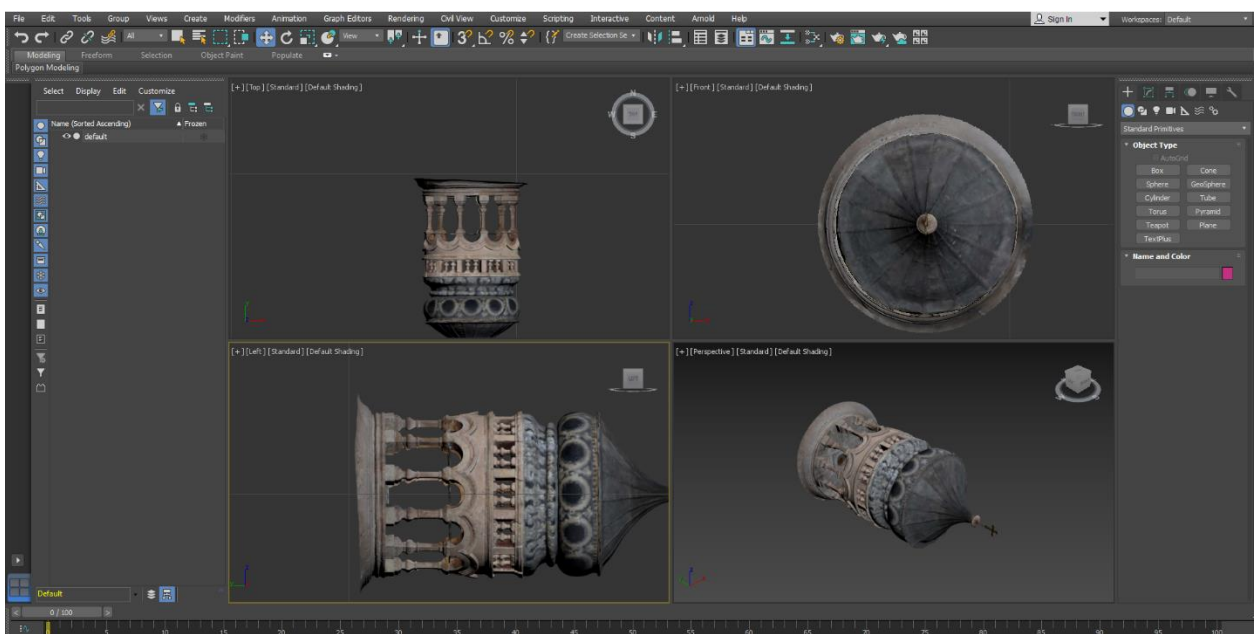 File Edit Tools Group Views Create Modifiers Animation Graph Editors Rendering Civil View Customize Scripting Interactive Content Arnold Help Sign In Workspaces: Default
All View Create Selection Se
Modeling Freeform Selection Object Paint Populate
Polygon Modeling
Select Display Edit Customize
Name (Sorted Ascending) Frozen
default
[+] [Top] [Standard] [Default Shading]
N
W E
S
[+] [Front] [Standard] [Default Shading]
[+] [Left] [Standard] [Default Shading]
[+] [Perspective] [Standard] [Default Shading]
Standard Primitives
Object Type
AutoGrid
Box Cone
Sphere GeoSphere
Cylinder Tube
Torus Pyramid
Teapot Plane
TextPlus
Name and Color
Default
0 / 100
5 10 15 20 25 30 35 40 45 50 55 60 65 70 75 80 85 90 95 100